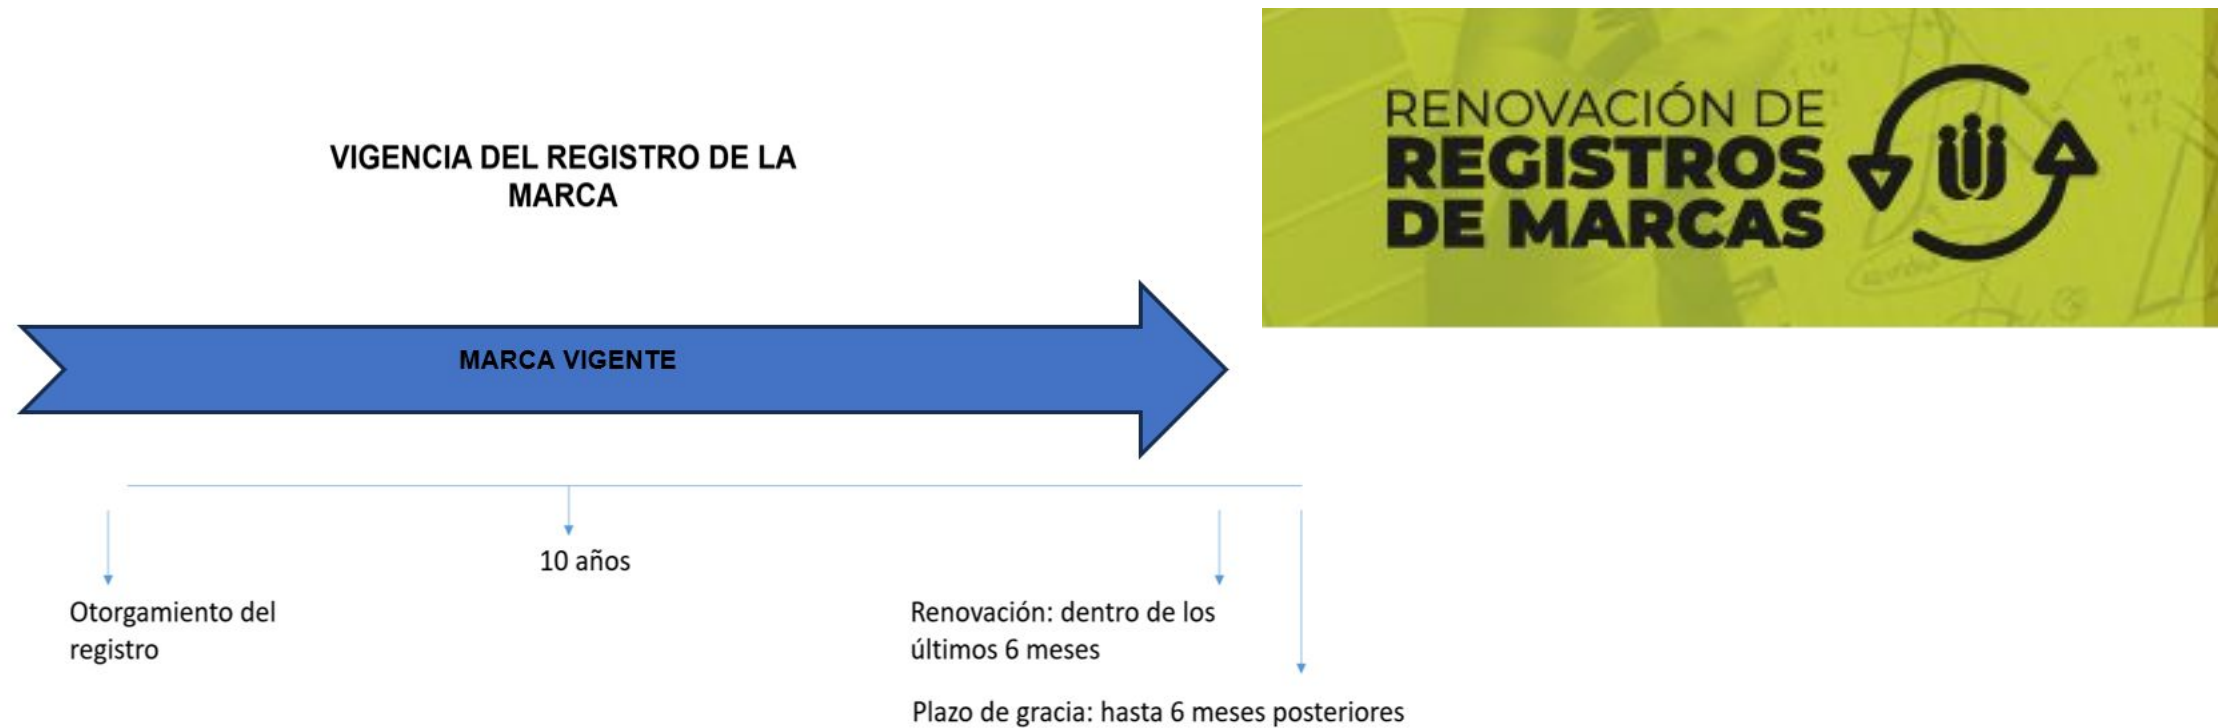 VIGENCIA DEL REGISTRO DE LA
MARCA
RENOVACIÓN DE
REGISTROS
DE MARCAS
MARCA VIGENTE
10 años
Otorgamiento del
registro
Renovación: dentro de los
últimos 6 meses
Plazo de gracia: hasta 6 meses posteriores